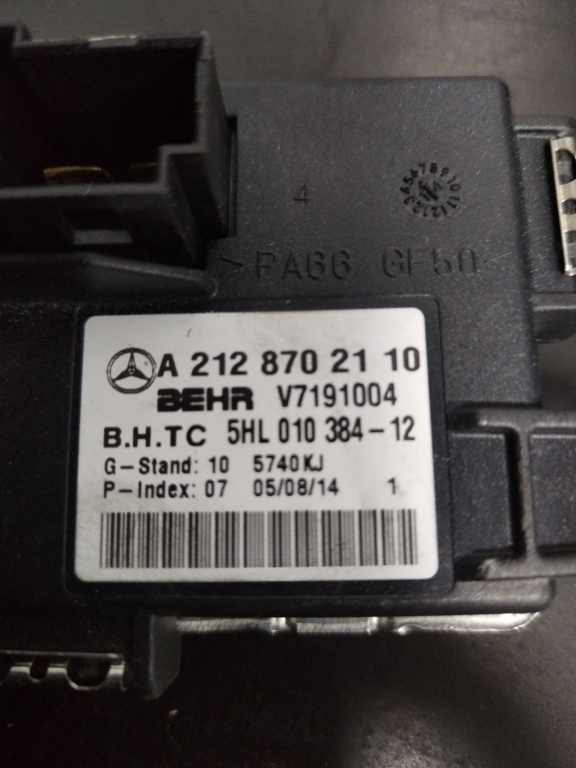 4
>PA66 GF50<
A 212 870 21 10
BEHR V7191004
B.H.TC 5HL 010 384-12
G-Stand: 10 5740KJ
P-Index: 07 05/08/14 1